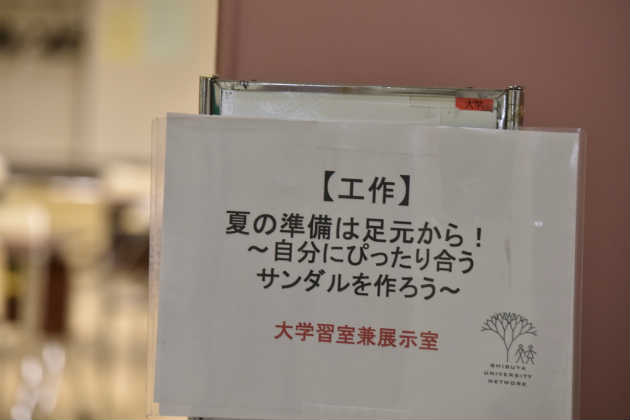 大学
【工作】
夏の準備は足元から!
~自分にぴったり合う
サンダルを作ろう~
大学習室兼展示室
SHIBUYA
UNIVERSITY
NETWORK